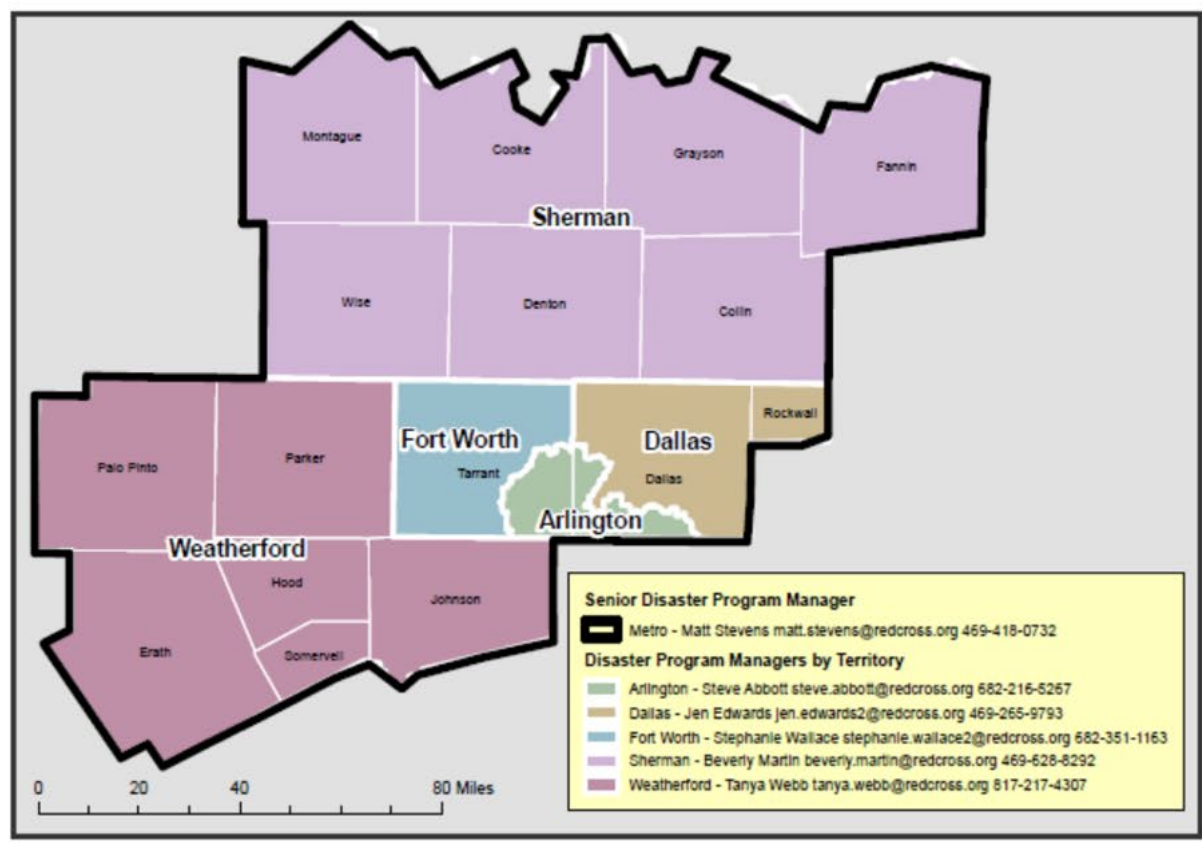 Montague
Cooke
Grayson
Fannin
Sherman
Wise
Denton
Collin
Rockwall
Fort Worth
Dallas
Palo Pinto
Parker
Tarrant
Dallas
Arlington
Weatherford
Hood
Johnson
Erath
Somervell
Senior Disaster Program Manager
Metro - Matt Stevens matt.stevens@redcross.org 469-418-0732
Disaster Program Managers by Territory
Arlington - Steve Abbott steve.abbott@redcross.org 682-216-5267
Dallas - Jen Edwards jen.edwards2@redcross.org 469-265-9793
Fort Worth - Stephanie Wallace stephanie.wallace2@redcross.org 682-351-1163
Sherman - Beverly Martin beverly.martin@redcross.org 469-628-8292
Weatherford - Tanya Webb tanya.webb@redcross.org 817-217-4307
0 20 40 80 Miles